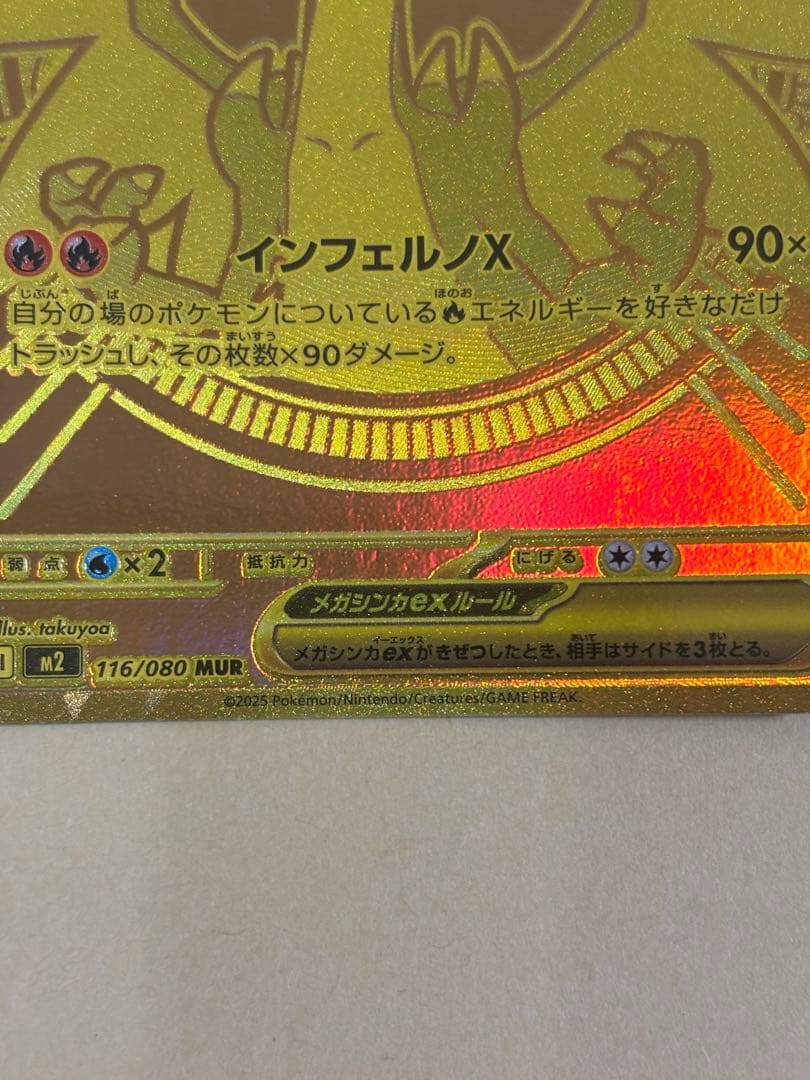 インフェルノX 90×
自分の場のポケモンについているエネルギーを好きなだけ
トラッシュし、その枚数×90ダメージ。
弱点 ×2 抵抗力 にげる
メガシンカexルール
メガシンカexがきぜつしたとき、相手はサイドを3枚とる。
illus. takuyoa
M2 116/080 MUR
©2025 Pokémon/Nintendo/Creatures/GAME FREAK.